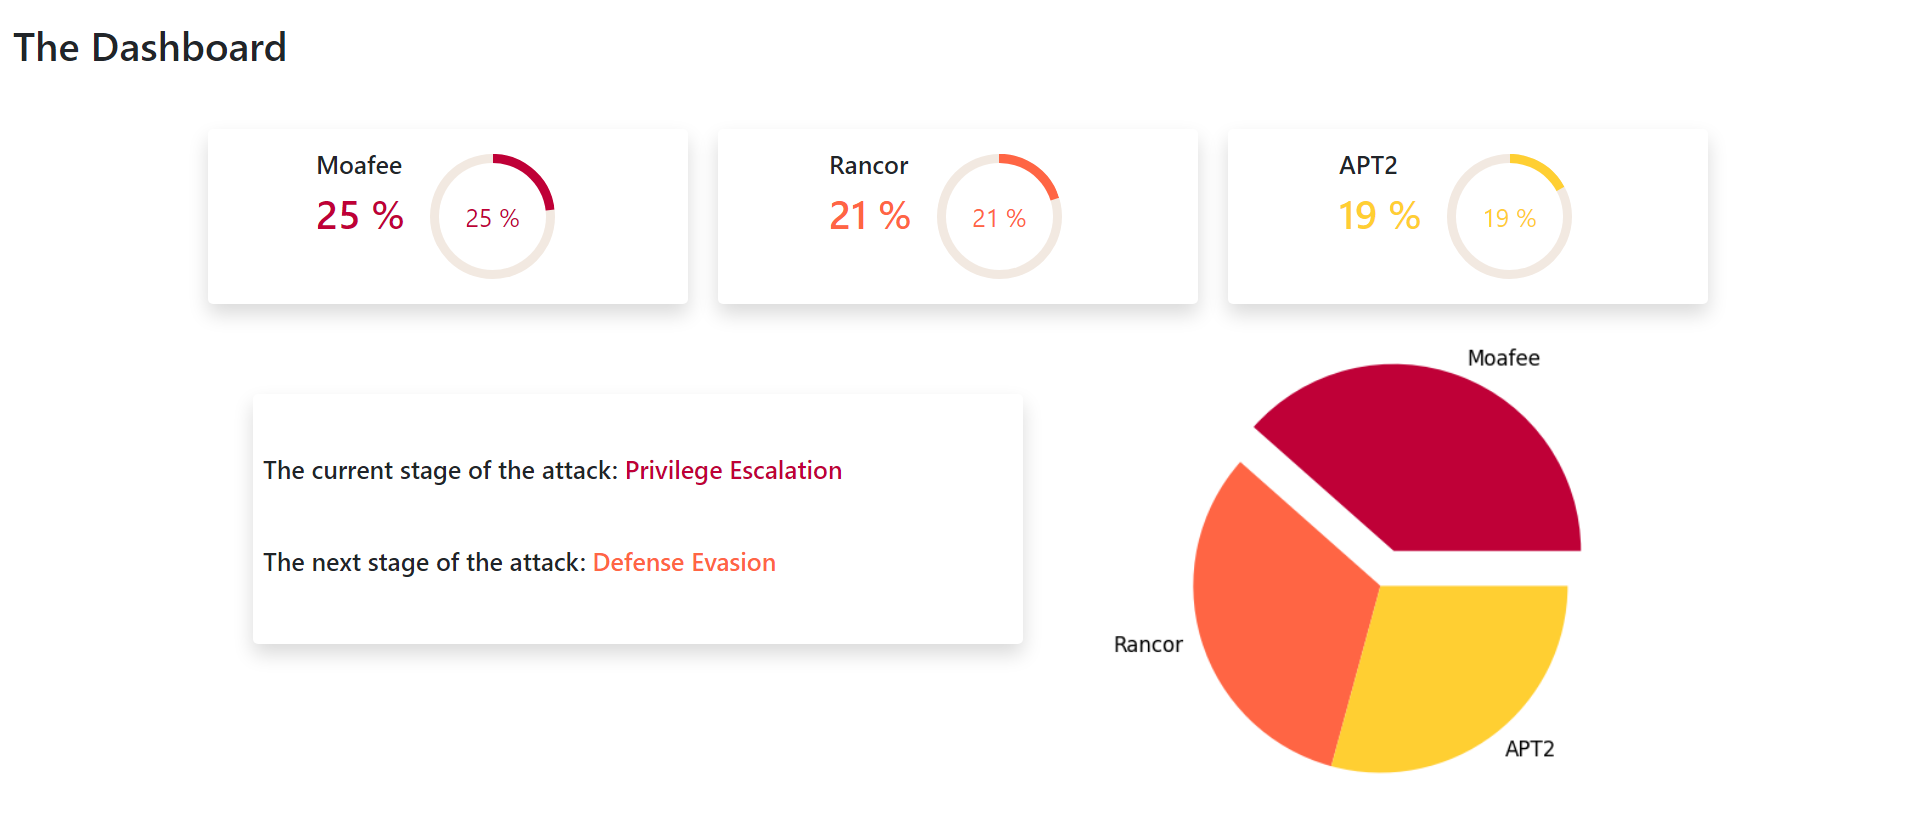 The Dashboard
Moafee
25 %
25 %
Rancor
21 %
21 %
APT2
19 %
19 %
The current stage of the attack: Privilege Escalation
The next stage of the attack: Defense Evasion
Moafee
Rancor
APT2